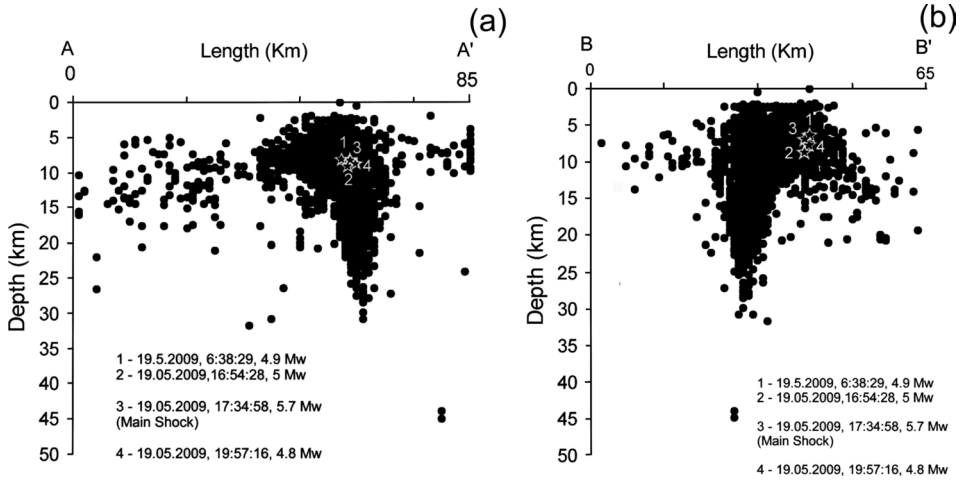 (a)
A
Length (Km)
A'
0
85
0
5
10
15
20
25
30
35
40
45
50
Depth (km)
1
3
4
2
1 - 19.5.2009, 6:38:29, 4.9 Mw
2 - 19.05.2009,16:54:28, 5 Mw
3 - 19.05.2009, 17:34:58, 5.7 Mw
(Main Shock)
4 - 19.05.2009, 19:57:16, 4.8 Mw
(b)
B
Length (Km)
B'
0
65
0
5
10
15
20
25
30
35
40
45
50
Depth (km)
1
3
4
2
1 - 19.5.2009, 6:38:29, 4.9 Mw
2 - 19.05.2009,16:54:28, 5 Mw
3 - 19.05.2009, 17:34:58, 5.7 Mw
(Main Shock)
4 - 19.05.2009, 19:57:16, 4.8 Mw